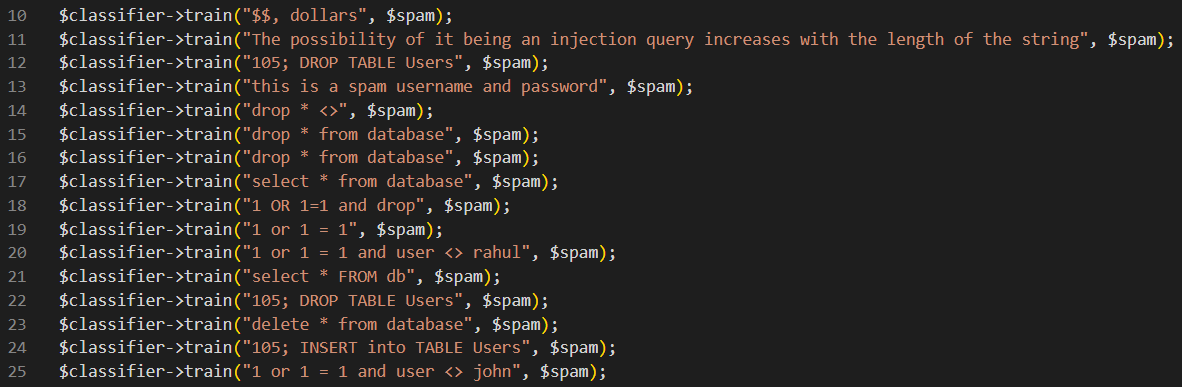 10 $classifier->train("$$, dollars", $spam);
11 $classifier->train("The possibility of it being an injection query increases with the length of the string", $spam);
12 $classifier->train("105; DROP TABLE Users", $spam);
13 $classifier->train("this is a spam username and password", $spam);
14 $classifier->train("drop * <>", $spam);
15 $classifier->train("drop * from database", $spam);
16 $classifier->train("drop * from database", $spam);
17 $classifier->train("select * from database", $spam);
18 $classifier->train("1 OR 1=1 and drop", $spam);
19 $classifier->train("1 or 1 = 1", $spam);
20 $classifier->train("1 or 1 = 1 and user <> rahul", $spam);
21 $classifier->train("select * FROM db", $spam);
22 $classifier->train("105; DROP TABLE Users", $spam);
23 $classifier->train("delete * from database", $spam);
24 $classifier->train("105; INSERT into TABLE Users", $spam);
25 $classifier->train("1 or 1 = 1 and user <> john", $spam);